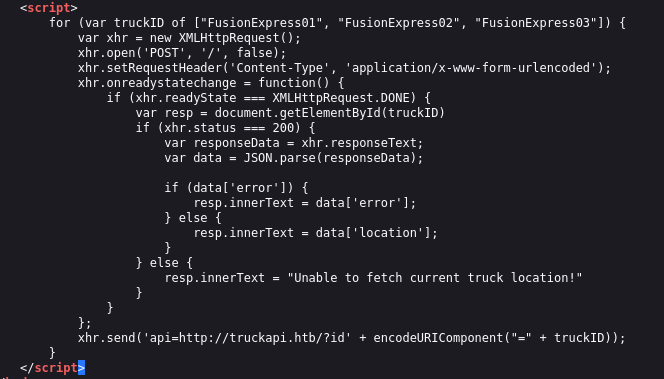 <script>
    for (var truckID of ["FusionExpress01", "FusionExpress02", "FusionExpress03"]) {
        var xhr = new XMLHttpRequest();
        xhr.open('POST', '/', false);
        xhr.setRequestHeader('Content-Type', 'application/x-www-form-urlencoded');
        xhr.onreadystatechange = function() {
            if (xhr.readyState === XMLHttpRequest.DONE) {
                var resp = document.getElementById(truckID)
                if (xhr.status === 200) {
                    var responseData = xhr.responseText;
                    var data = JSON.parse(responseData);

                    if (data['error']) {
                        resp.innerText = data['error'];
                    } else {
                        resp.innerText = data['location'];
                    }
                } else {
                    resp.innerText = "Unable to fetch current truck location!"
                }
            }
        };
        xhr.send('api=http://truckapi.htb/?id' + encodeURIComponent("=" + truckID));
    }
</script>